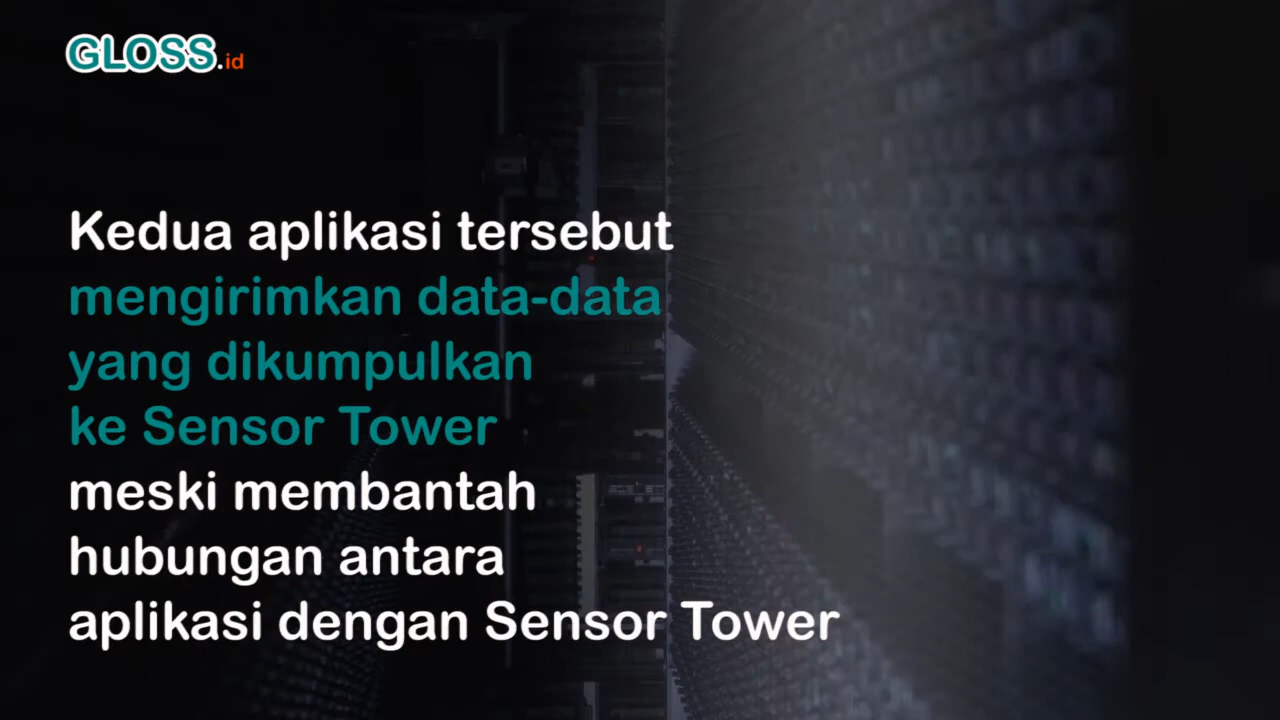 GLOSS.id
Kedua aplikasi tersebut
mengirimkan data-data
yang dikumpulkan
ke Sensor Tower
meski membantah
hubungan antara
aplikasi dengan Sensor Tower